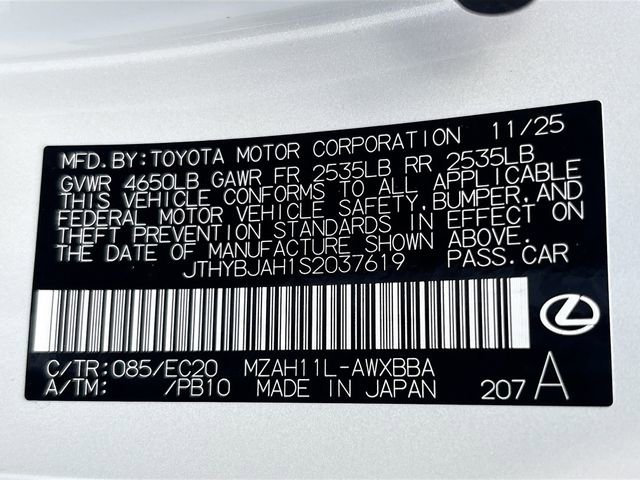 MFD.BY:TOYOTA MOTOR CORPORATION 11/25
GVWR 4650LB GAWR FR 2535LB RR 2535LB
THIS VEHICLE CONFORMS TO ALL APPLICABLE
FEDERAL MOTOR VEHICLE SAFETY,BUMPER,AND
THEFT PREVENTION STANDARDS IN EFFECT ON
THE DATE OF MANUFACTURE SHOWN ABOVE.
JTHYBJAH1S2037619 PASS.CAR
C/TR:085/EC20 MZAH11L-AWXBBA
A/TM: /PB10 MADE IN JAPAN 207 A